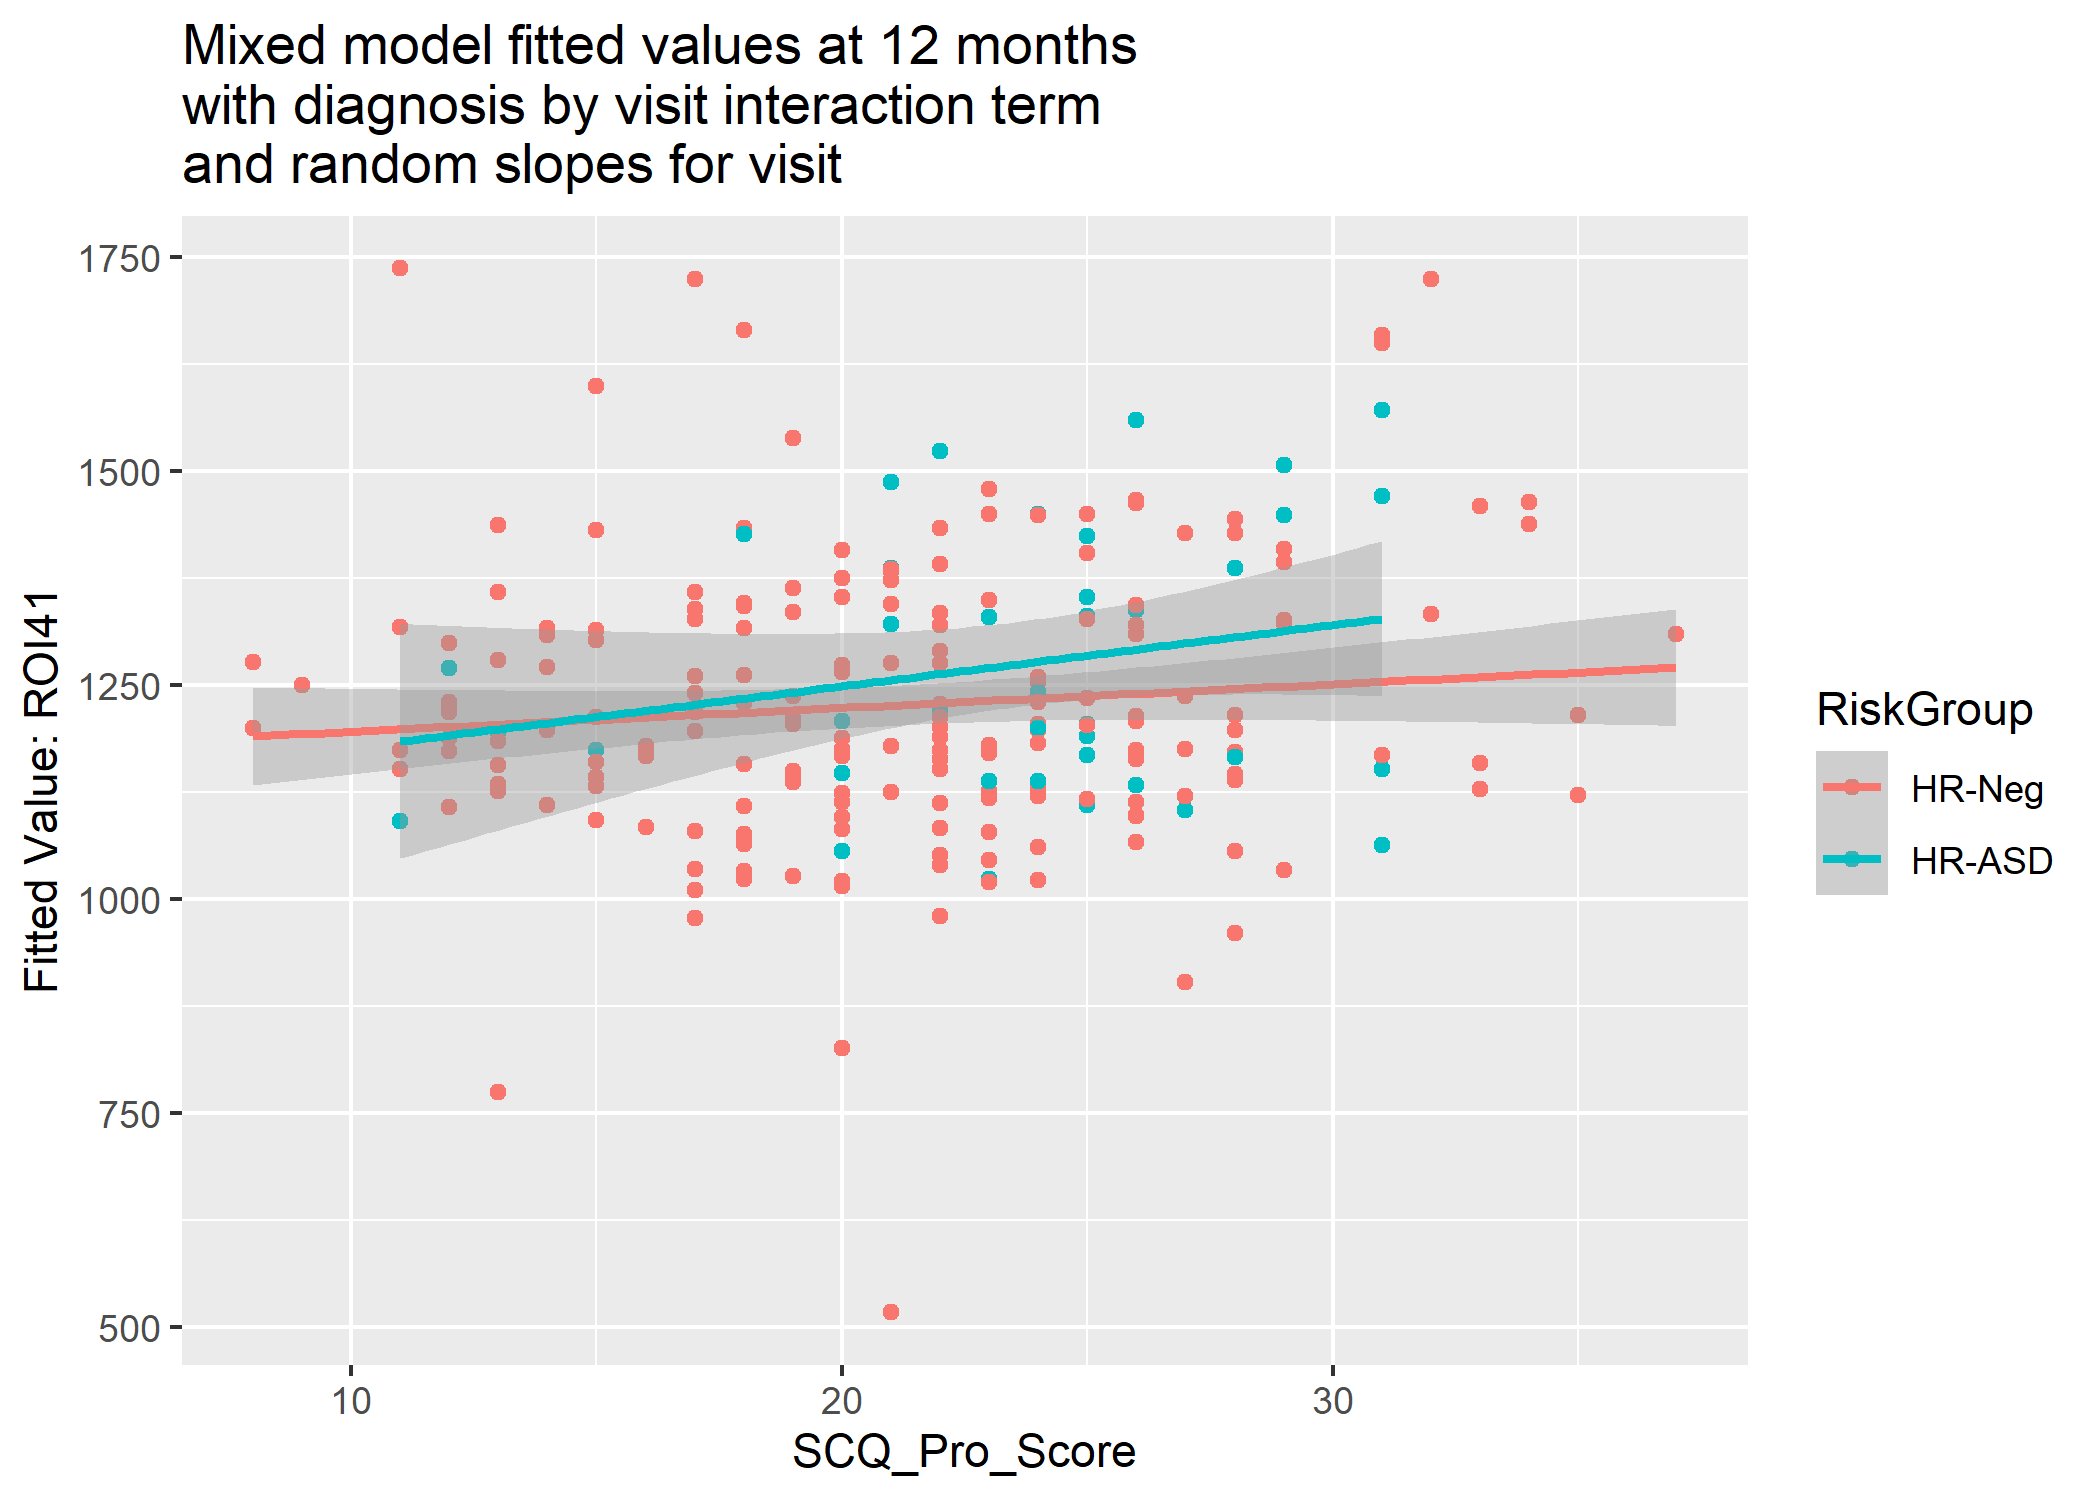 Mixed model fitted values at 12 months
with diagnosis by visit interaction term
and random slopes for visit
1750
1500
1250
1000
750
500
Fitted Value: ROI41
10 20 30
SCQ_Pro_Score
RiskGroup
HR-Neg
HR-ASD